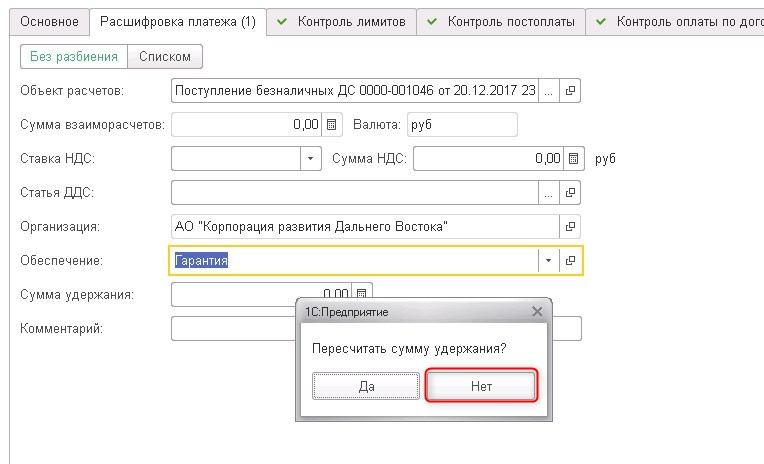 Основное Расшифровка платежа (1) Контроль лимитов Контроль постоплаты Контроль оплаты по дого
Без разбиения Списком
Объект расчетов: Поступление безналичных ДС 0000-001046 от 20.12.2017 23 ...
Сумма взаиморасчетов: 0,00 Валюта: руб
Ставка НДС: Сумма НДС: 0,00 руб
Статья ДДС: ...
Организация: АО "Корпорация развития Дальнего Востока"
Обеспечение: Гарантия
Сумма удержания: 0,00
1С:Предприятие
Комментарий:
Пересчитать сумму удержания?
Да Нет